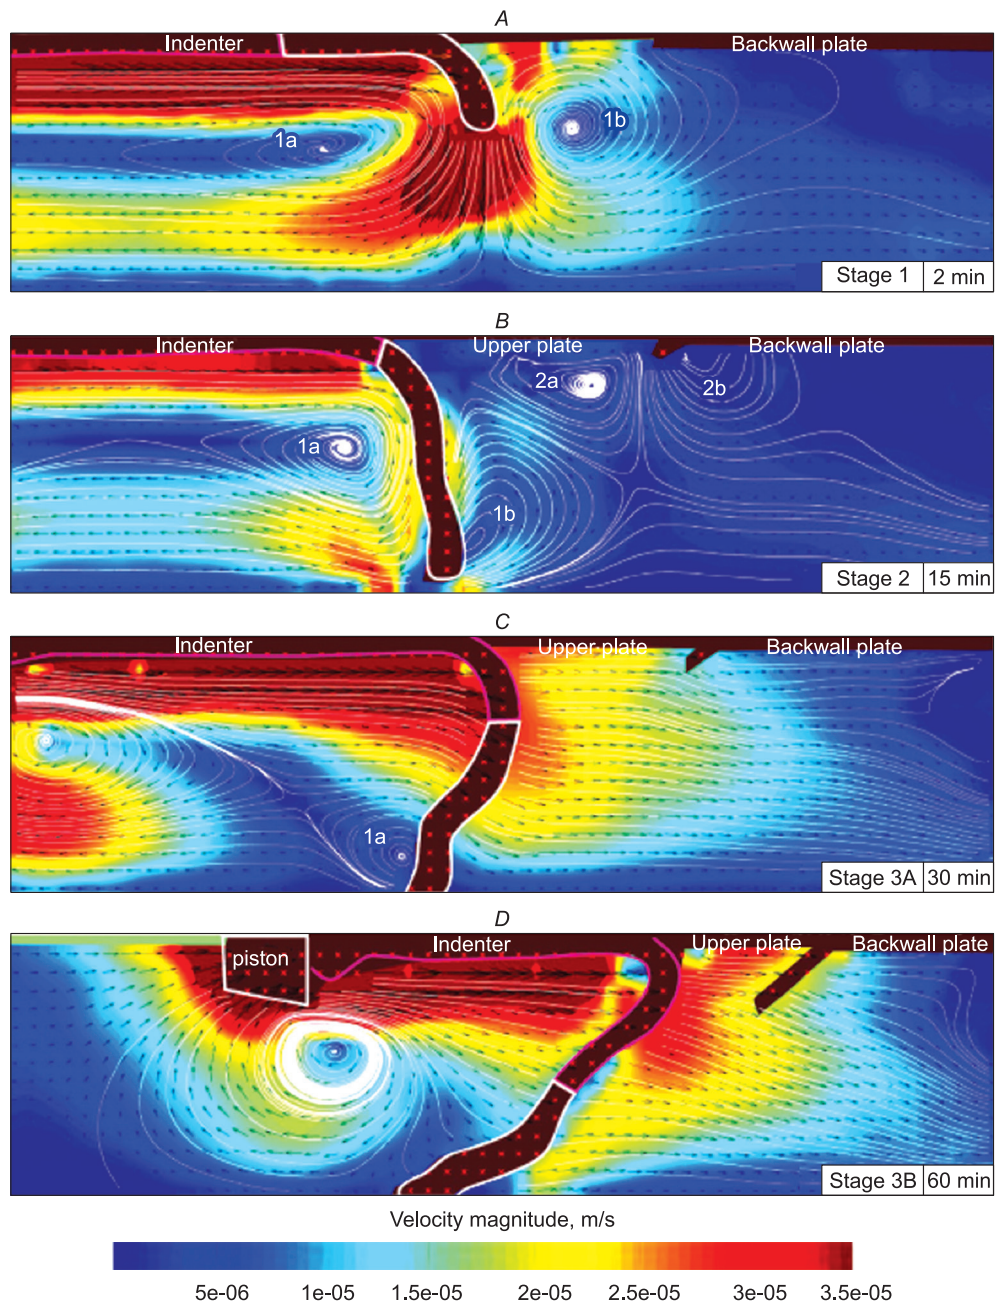 A
Indenter
Backwall plate
1a
1b
Stage 1
2 min
B
Indenter
Upper plate
Backwall plate
2a
2b
1a
1b
Stage 2
15 min
C
Indenter
Upper plate
Backwall plate
1a
Stage 3A
30 min
D
piston
Indenter
Upper plate
Backwall plate
Stage 3B
60 min
Velocity magnitude, m/s
5e-06 1e-05 1.5e-05 2e-05 2.5e-05 3e-05 3.5e-05